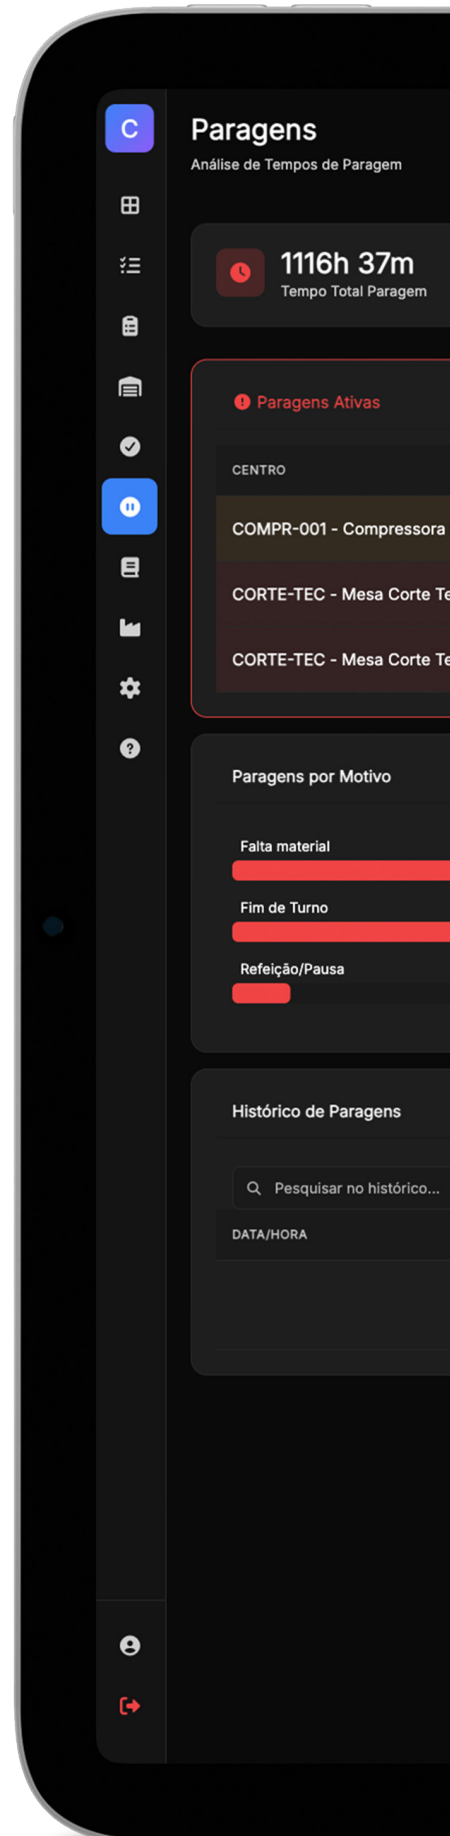 C
Paragens
Análise de Tempos de Paragem
1116h 37m
Tempo Total Paragem
Paragens Ativas
CENTRO
COMPR-001 - Compressora
CORTE-TEC - Mesa Corte
CORTE-TEC - Mesa Corte
Paragens por Motivo
Falta material
Fim de Turno
Refeição/Pausa
Histórico de Paragens
Pesquisar no histórico...
DATA/HORA